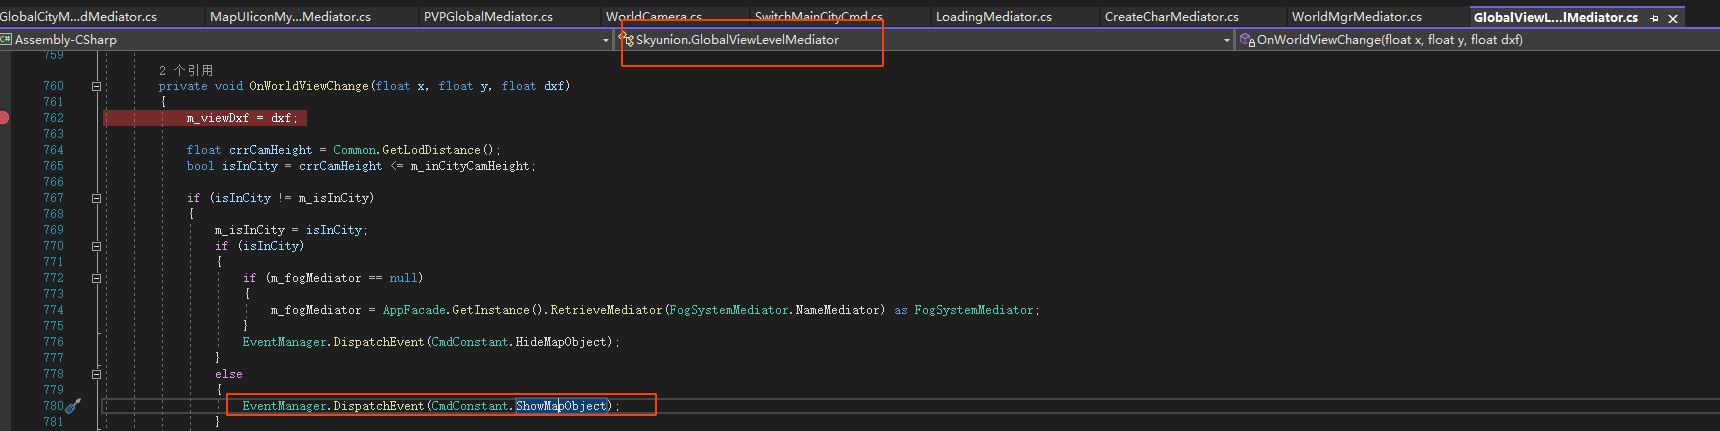 GlobalCityM...dMediator.cs MapUIiconMy...Mediator.cs PVPGlobalMediator.cs WorldCamera.cs SwitchMainCityCmd.cs LoadingMediator.cs CreateCharMediator.cs WorldMgrMediator.cs GlobalViewL...lMediator.cs
C# Assembly-CSharp Skyunion.GlobalViewLevelMediator OnWorldViewChange(float x, float y, float dxf)
759
2 个引用
760 private void OnWorldViewChange(float x, float y, float dxf)
761 {
762 m_viewDxf = dxf;
763
764 float crrCamHeight = Common.GetLodDistance();
765 bool isInCity = crrCamHeight <= m_inCityCamHeight;
766
767 if (isInCity != m_isInCity)
768 {
769 m_isInCity = isInCity;
770 if (isInCity)
771 {
772 if (m_fogMediator == null)
773 {
774 m_fogMediator = AppFacade.GetInstance().RetrieveMediator(FogSystemMediator.NameMediator) as FogSystemMediator;
775 }
776 EventManager.DispatchEvent(CmdConstant.HideMapObject);
777 }
778 else
779 {
780 EventManager.DispatchEvent(CmdConstant.ShowMapObject);
781 }